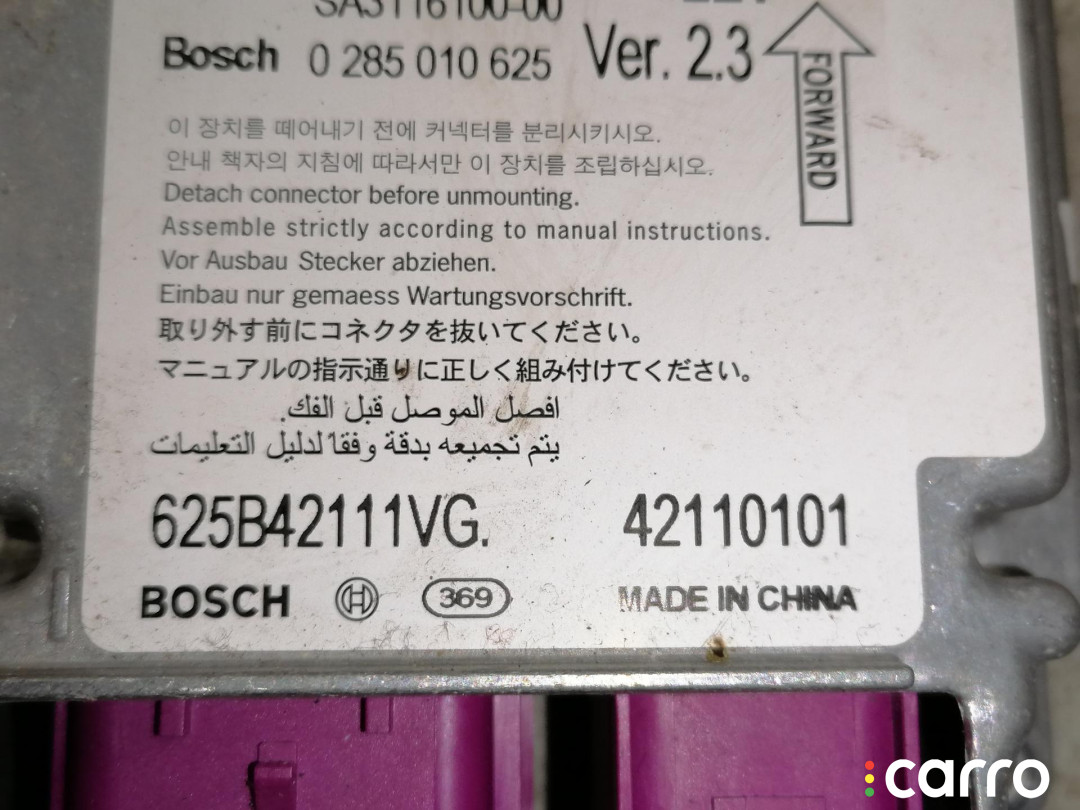 SA3116100-00
Bosch 0 285 010 625 Ver. 2.3
FORWARD
이 장치를 떼어내기 전에 커넥터를 분리시키시오.
안내 책자의 지침에 따라서만 이 장치를 조립하십시오.
Detach connector before unmounting.
Assemble strictly according to manual instructions.
Vor Ausbau Stecker abziehen.
Einbau nur gemaess Wartungsvorschrift.
取り外す前にコネクタを抜いてください。
マニュアルの指示通りに正しく組み付けてください。
افصل الموصل قبل الفك.
يتم تجميعه بدقة وفقا لدليل التعليمات
625B42111VG. 42110101
BOSCH 369 MADE IN CHINA
carro